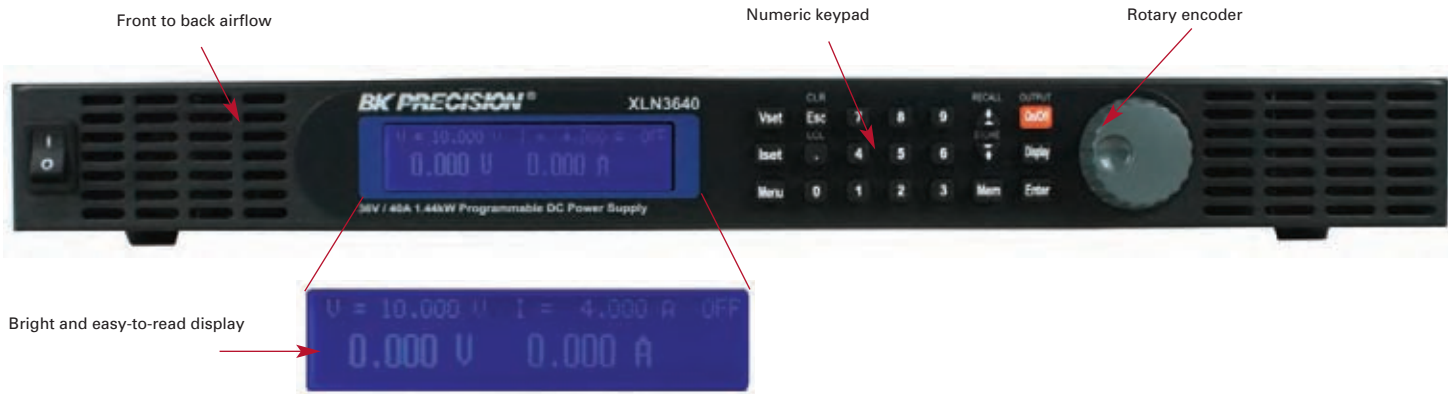 Front to back airflow
Numeric keypad
Rotary encoder
BK PRECISION®
XLN3640
V = 10.000 V I = 4.000 A OFF
0.000 V 0.000 A
36V / 40A 1.44kW Programmable DC Power Supply
CLR
RECALL
OUTPUT
Vset Esc 7 8 9 On/Off
LCL
STORE
Iset . 4 5 6 Display
Menu 0 1 2 3 Mem Enter
I
O
Bright and easy-to-read display
V = 10.000 V I = 4.000 A OFF
0.000 V 0.000 A